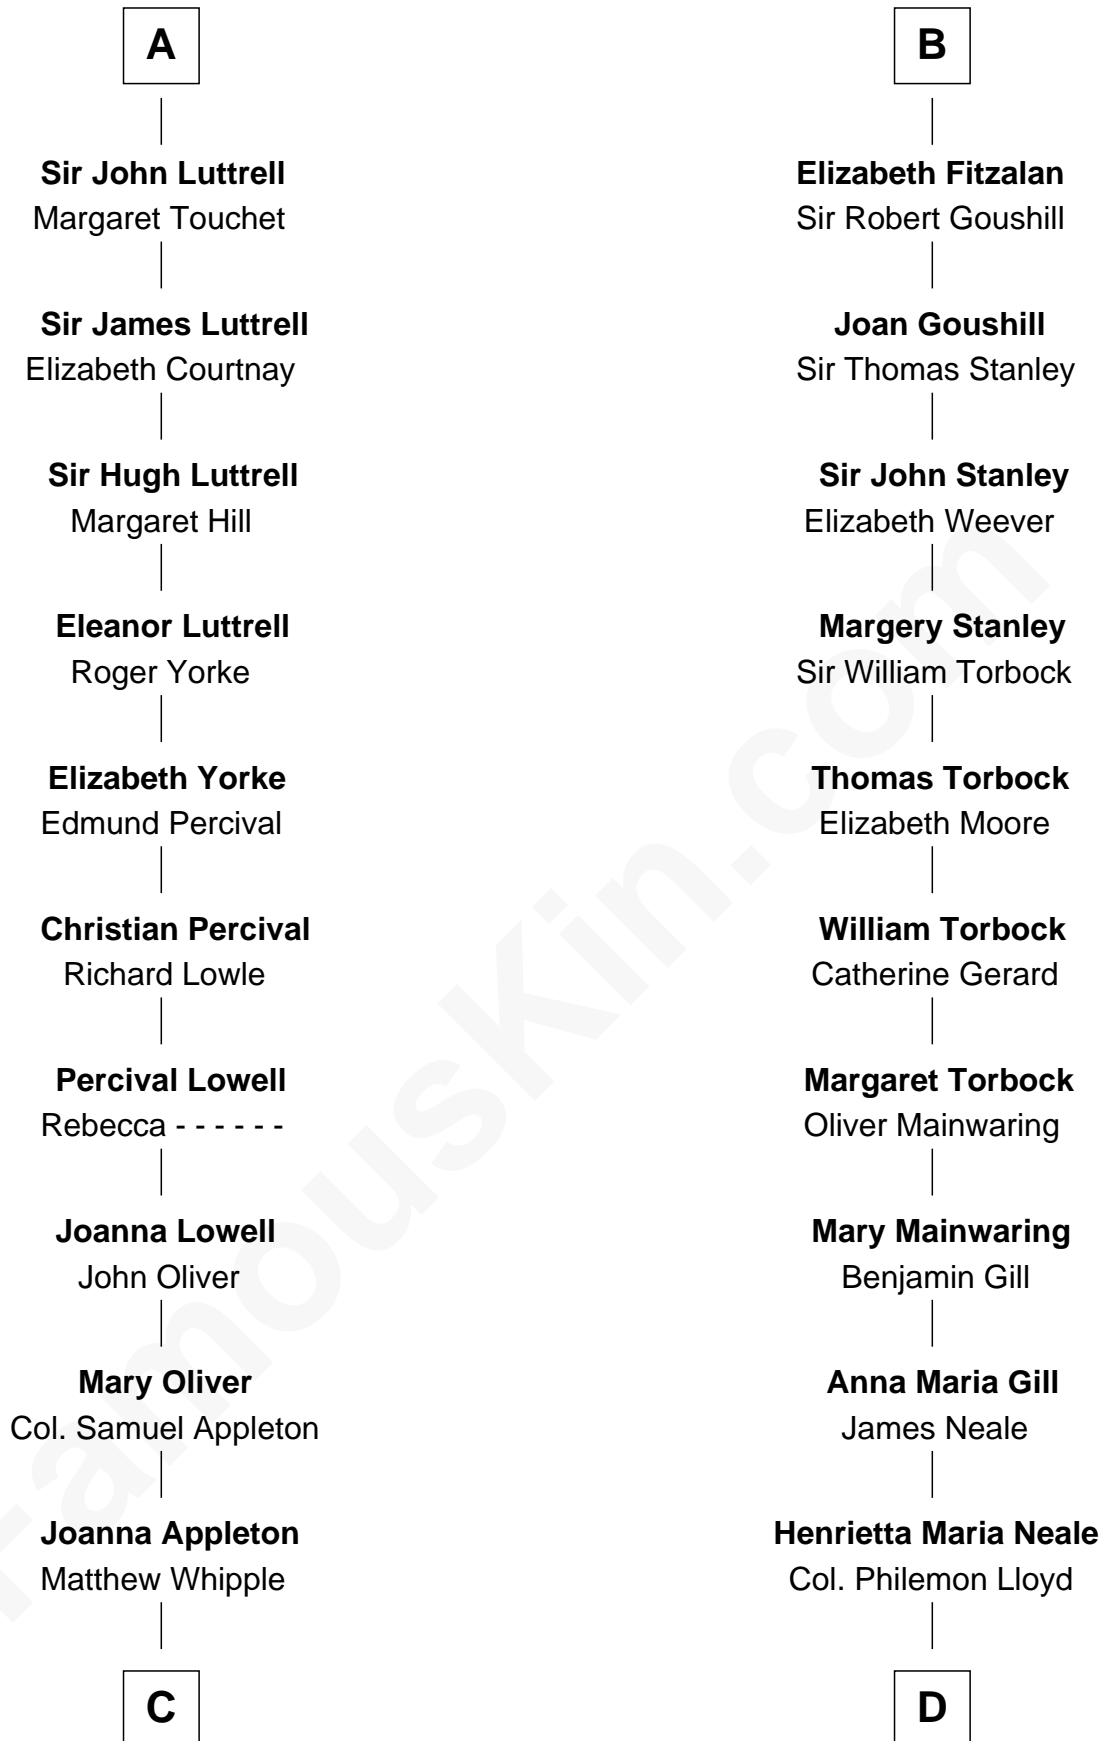 A
Sir John Luttrell
Margaret Touchet
Sir James Luttrell
Elizabeth Courtnay
Sir Hugh Luttrell
Margaret Hill
Eleanor Luttrell
Roger Yorke
Elizabeth Yorke
Edmund Percival
Christian Percival
Richard Lowle
Percival Lowell
Rebecca - - - - - -
Joanna Lowell
John Oliver
Mary Oliver
Col. Samuel Appleton
Joanna Appleton
Matthew Whipple
C
B
Elizabeth Fitzalan
Sir Robert Goushill
Joan Goushill
Sir Thomas Stanley
Sir John Stanley
Elizabeth Weever
Margery Stanley
Sir William Torbock
Thomas Torbock
Elizabeth Moore
William Torbock
Catherine Gerard
Margaret Torbock
Oliver Mainwaring
Mary Mainwaring
Benjamin Gill
Anna Maria Gill
James Neale
Henrietta Maria Neale
Col. Philemon Lloyd
D
FamousKin.com